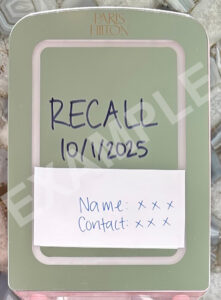 PARIS
HILTON
RECALL
10/1/2025
Name: x x x
Contact: x x x
EXAMPLE